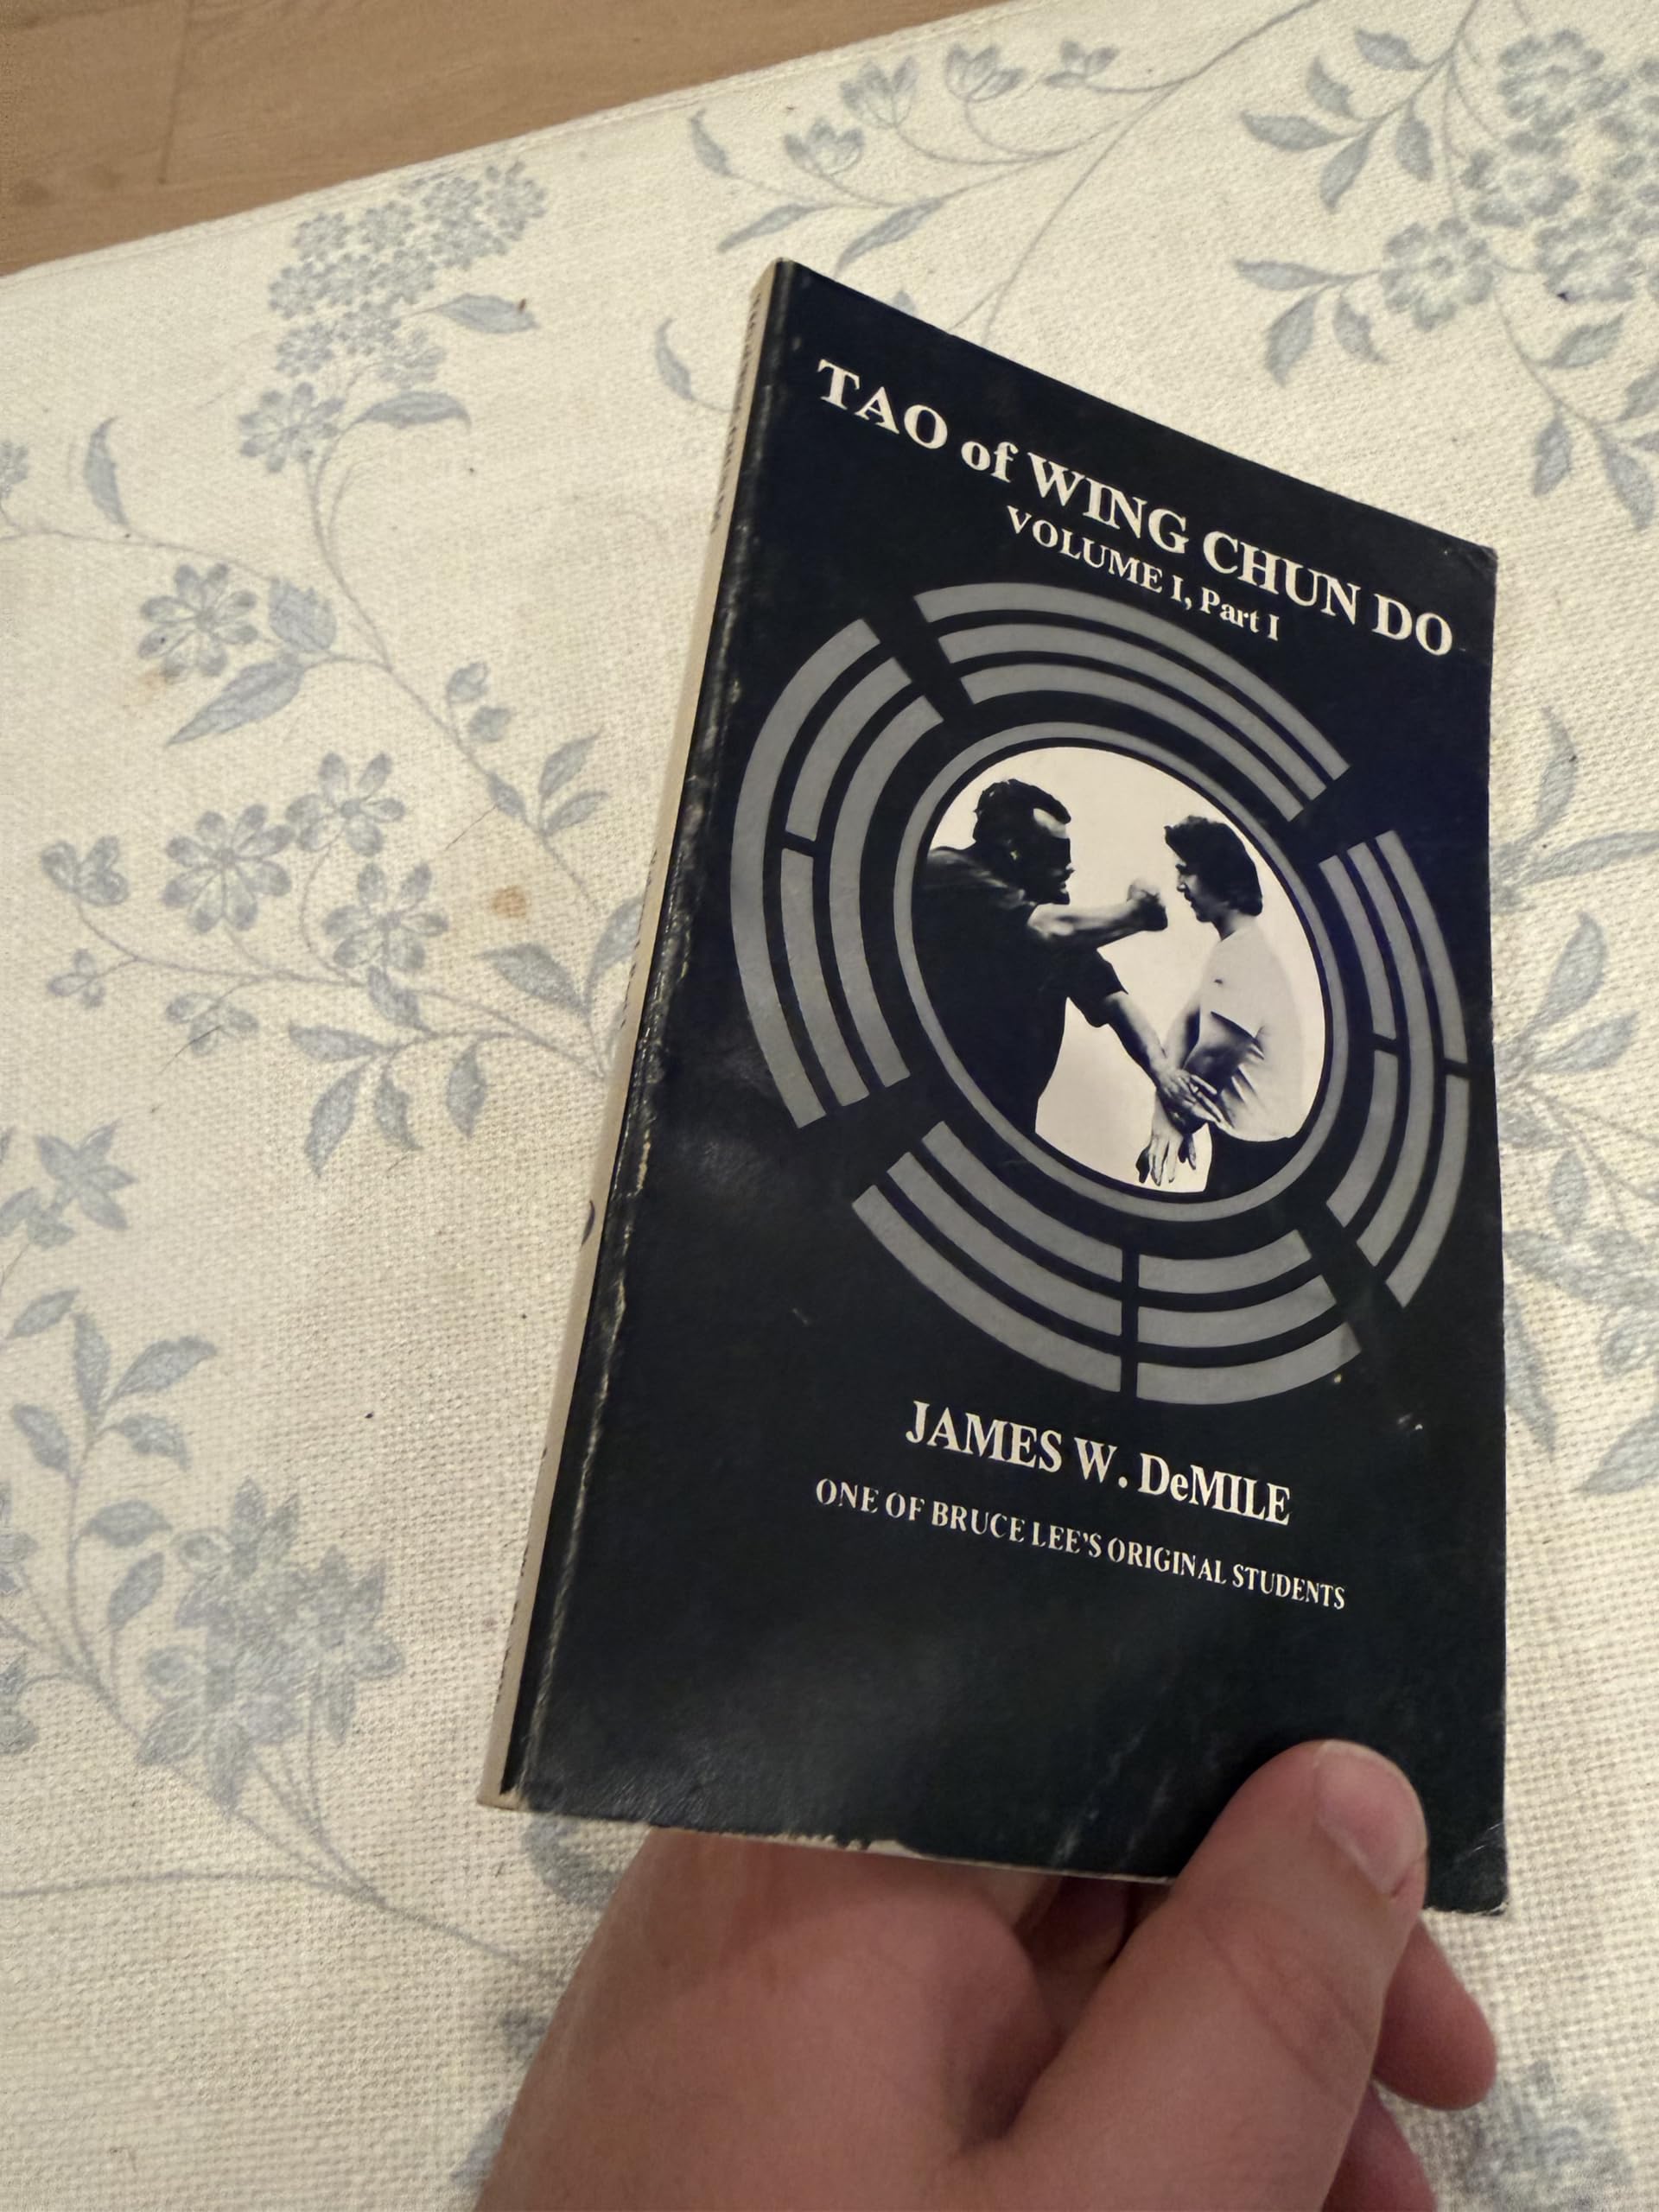 TAO of WING CHUN DO
VOLUME I, Part I
JAMES W. DeMILE
ONE OF BRUCE LEE'S ORIGINAL STUDENTS